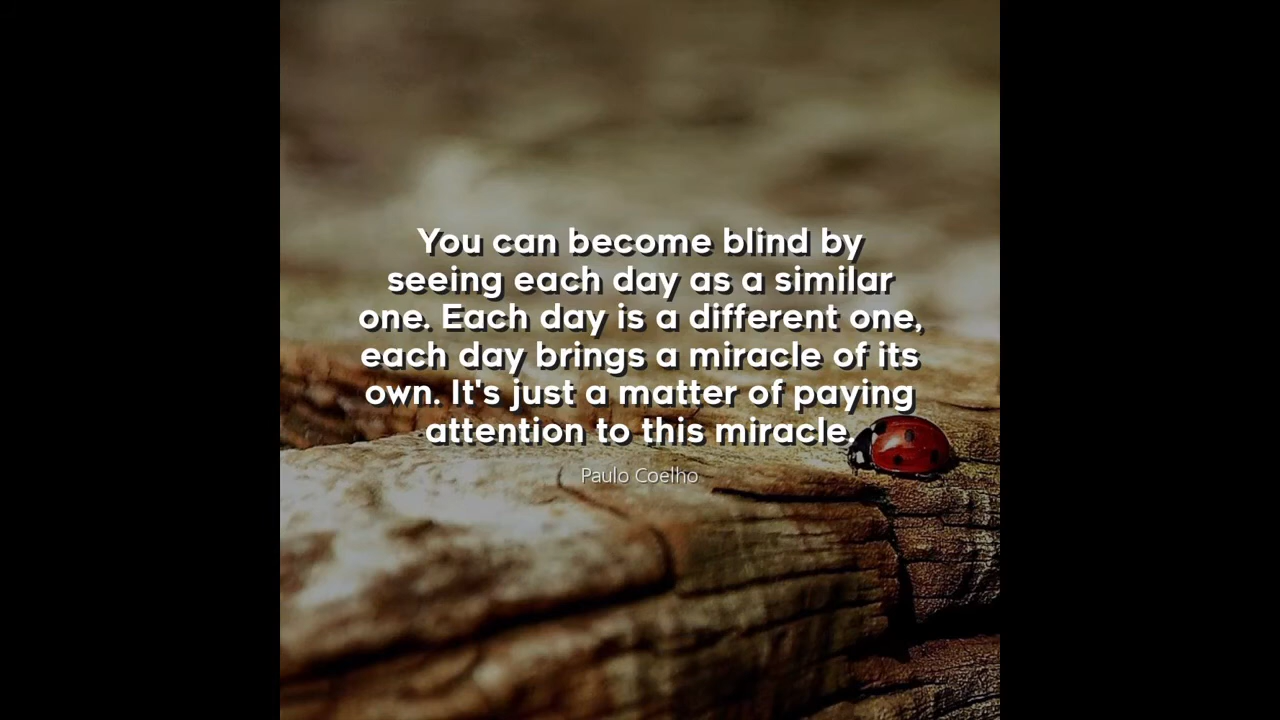 You can become blind by
seeing each day as a similar
one. Each day is a different one,
each day brings a miracle of its
own. It's just a matter of paying
attention to this miracle.
Paulo Coelho